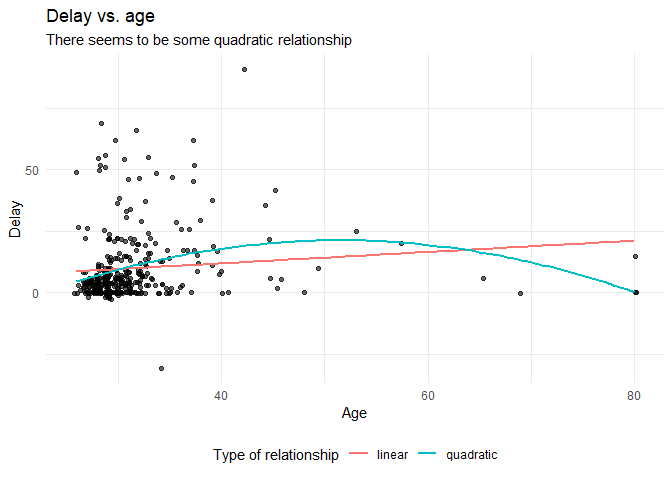 Delay vs. age
There seems to be some quadratic relationship
Delay
50
0
40
60
80
Age
Type of relationship linear quadratic